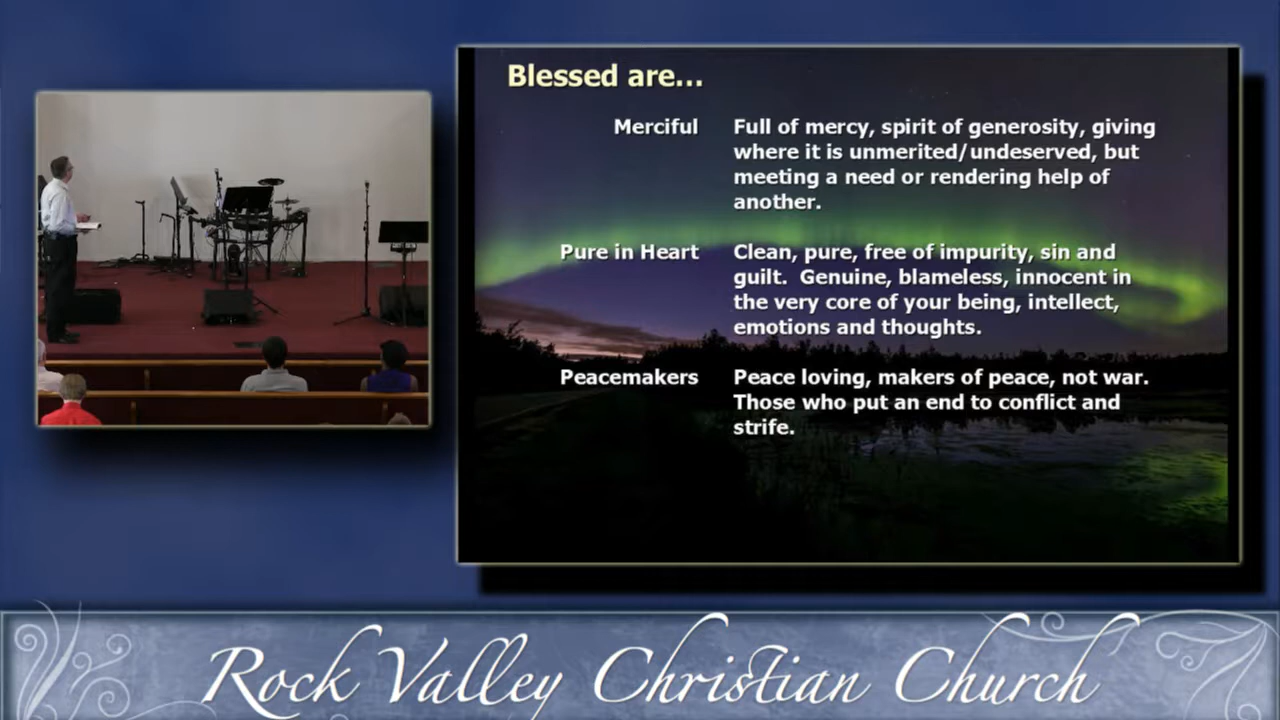 Blessed are...
Merciful
Full of mercy, spirit of generosity, giving
where it is unmerited/undeserved, but
meeting a need or rendering help of
another.
Pure in Heart
Clean, pure, free of impurity, sin and
guilt.  Genuine, blameless, innocent in
the very core of your being, intellect,
emotions and thoughts.
Peacemakers
Peace loving, makers of peace, not war.
Those who put an end to conflict and
strife.
Rock Valley Christian Church